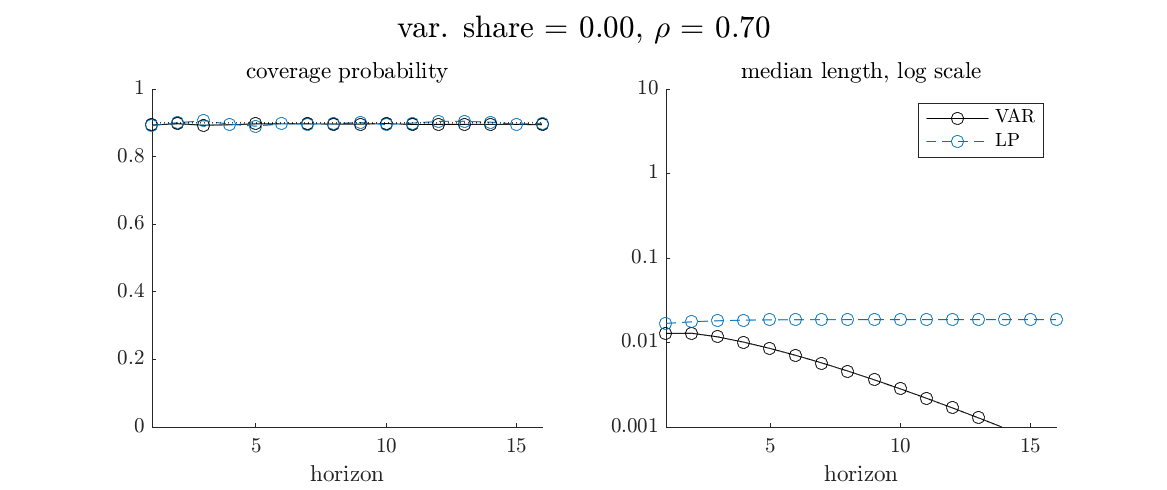 var. share = 0.00, ρ = 0.70
coverage probability
1
0.8
0.6
0.4
0.2
0
5 10 15
horizon
median length, log scale
10
1
0.1
0.01
0.001
VAR
LP
5 10 15
horizon